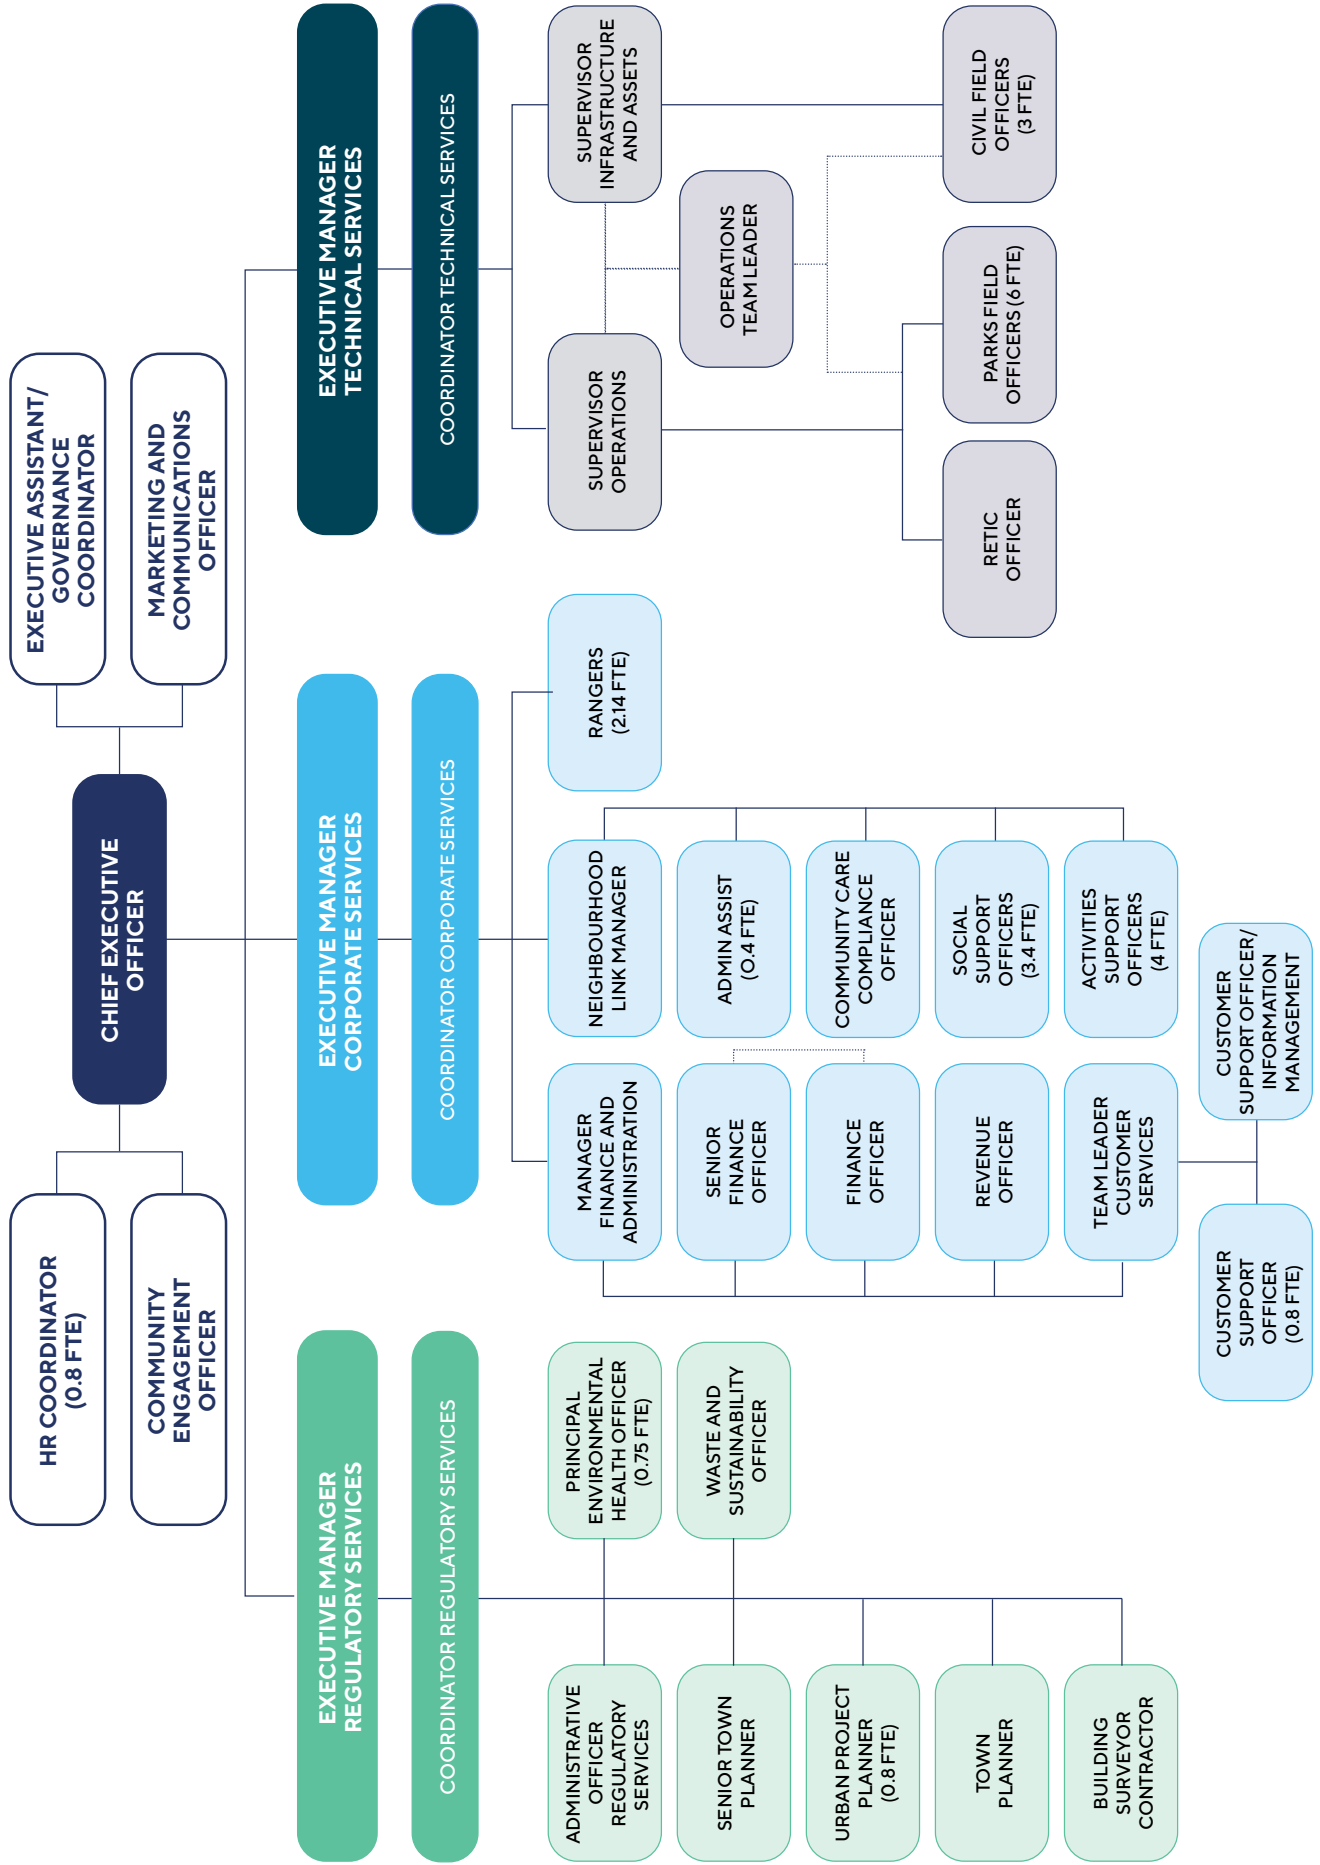 CHIEF EXECUTIVE
OFFICER
HR COORDINATOR
(0.8 FTE)
COMMUNITY
ENGAGEMENT
OFFICER
EXECUTIVE ASSISTANT/
GOVERNANCE
COORDINATOR
MARKETING AND
COMMUNICATIONS
OFFICER
EXECUTIVE MANAGER
REGULATORY SERVICES
COORDINATOR REGULATORY SERVICES
ADMINISTRATIVE
OFFICER
REGULATORY
SERVICES
PRINCIPAL
ENVIRONMENTAL
HEALTH OFFICER
(0.75 FTE)
SENIOR TOWN
PLANNER
WASTE AND
SUSTAINABILITY
OFFICER
URBAN PROJECT
PLANNER
(0.8 FTE)
TOWN
PLANNER
BUILDING
SURVEYOR
CONTRACTOR
EXECUTIVE MANAGER
CORPORATE SERVICES
COORDINATOR CORPORATE SERVICES
MANAGER
FINANCE AND
ADMINISTRATION
SENIOR
FINANCE
OFFICER
FINANCE
OFFICER
REVENUE
OFFICER
TEAM LEADER
CUSTOMER
SERVICES
CUSTOMER
SUPPORT
OFFICER
(0.8 FTE)
CUSTOMER
SUPPORT OFFICER/
INFORMATION
MANAGEMENT
NEIGHBOURHOOD
LINK MANAGER
ADMIN ASSIST
(0.4 FTE)
COMMUNITY CARE
COMPLIANCE
OFFICER
SOCIAL
SUPPORT
OFFICERS
(3.4 FTE)
ACTIVITIES
SUPPORT
OFFICERS
(4 FTE)
RANGERS
(2.14 FTE)
EXECUTIVE MANAGER
TECHNICAL SERVICES
COORDINATOR TECHNICAL SERVICES
SUPERVISOR
OPERATIONS
SUPERVISOR
INFRASTRUCTURE
AND ASSETS
OPERATIONS
TEAM LEADER
RETIC
OFFICER
PARKS FIELD
OFFICERS (6 FTE)
CIVIL FIELD
OFFICERS
(3 FTE)